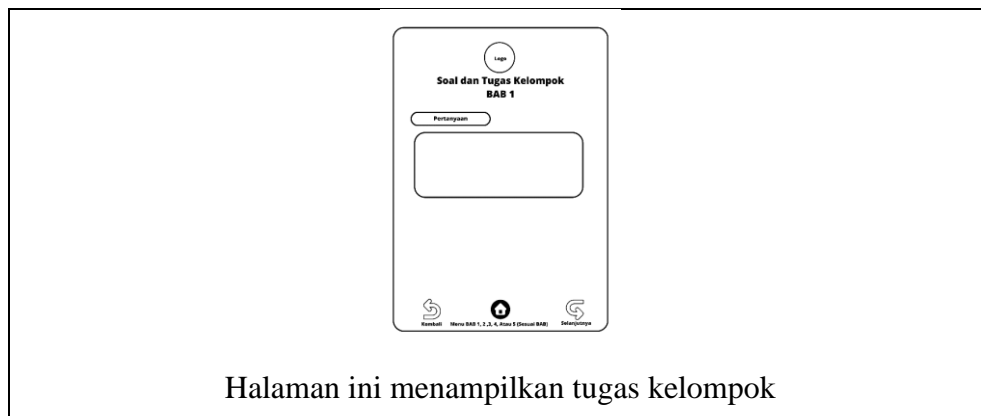 Logo
Soal dan Tugas Kelompok
BAB 1
Pertanyaan
Kembali
Menu BAB 1, 2 ,3, 4, Atau 5 (Sesuai BAB)
Selanjutnya
Halaman ini menampilkan tugas kelompok